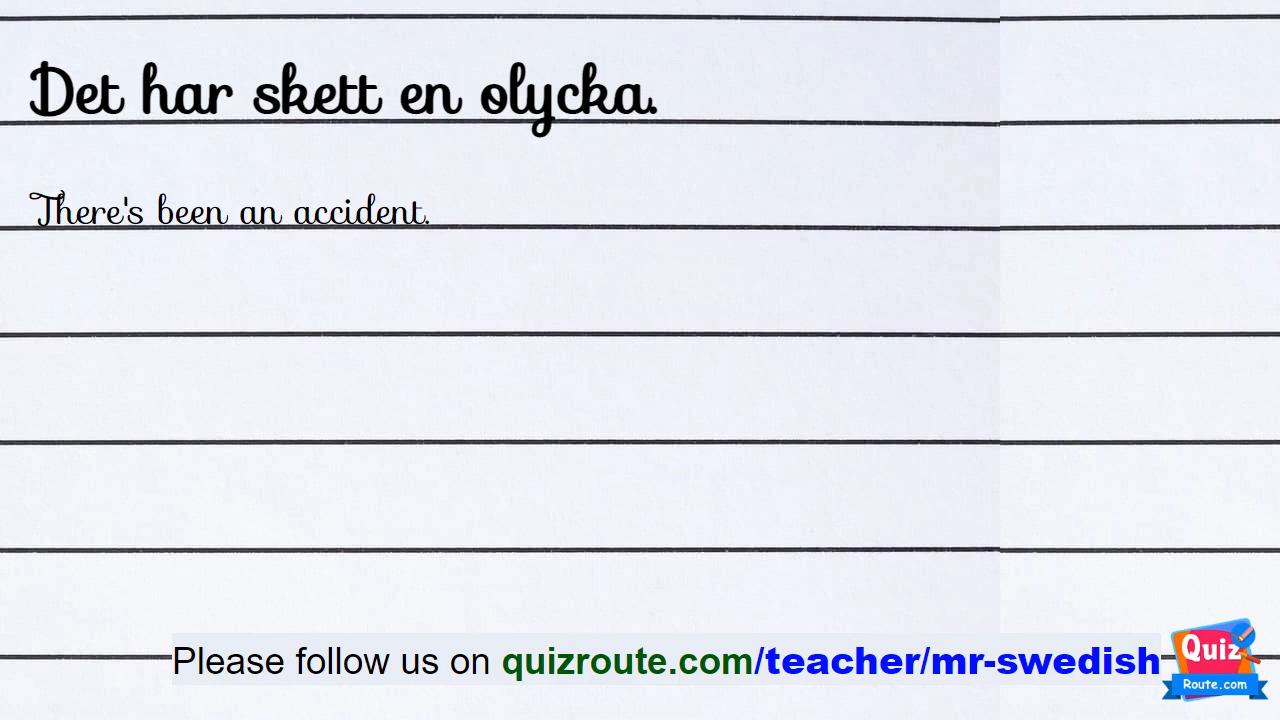 Det har skett en olycka.
There's been an accident.
Please follow us on quizroute.com/teacher/mr-swedish
Quiz
Route.com